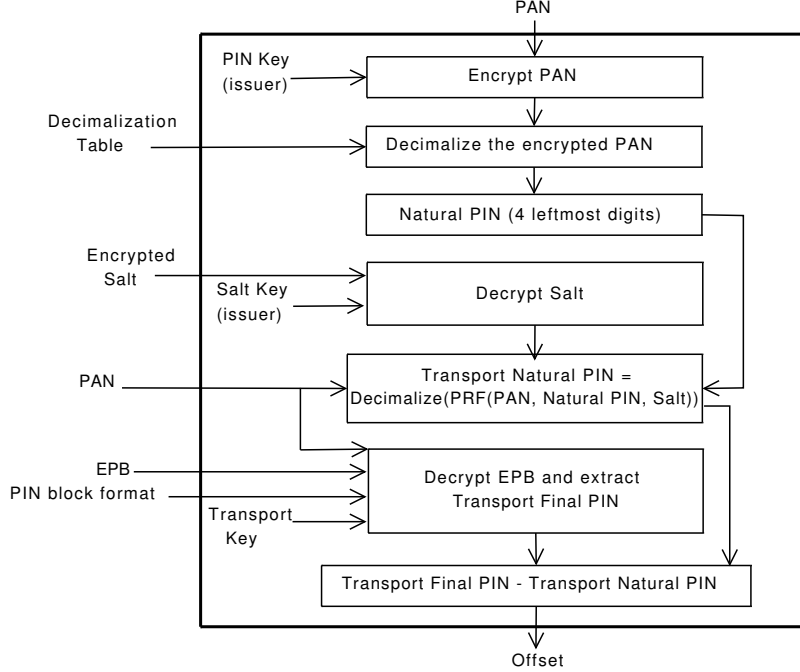 PAN
PIN Key
(issuer)
Encrypt PAN
Decimalization
Table
Decimalize the encrypted PAN
Natural PIN (4 leftmost digits)
Encrypted
Salt
Salt Key
(issuer)
Decrypt Salt
PAN
Transport Natural PIN =
Decimalize(PRF(PAN, Natural PIN, Salt))
EPB
PIN block format
Transport
Key
Decrypt EPB and extract
Transport Final PIN
Transport Final PIN - Transport Natural PIN
Offset